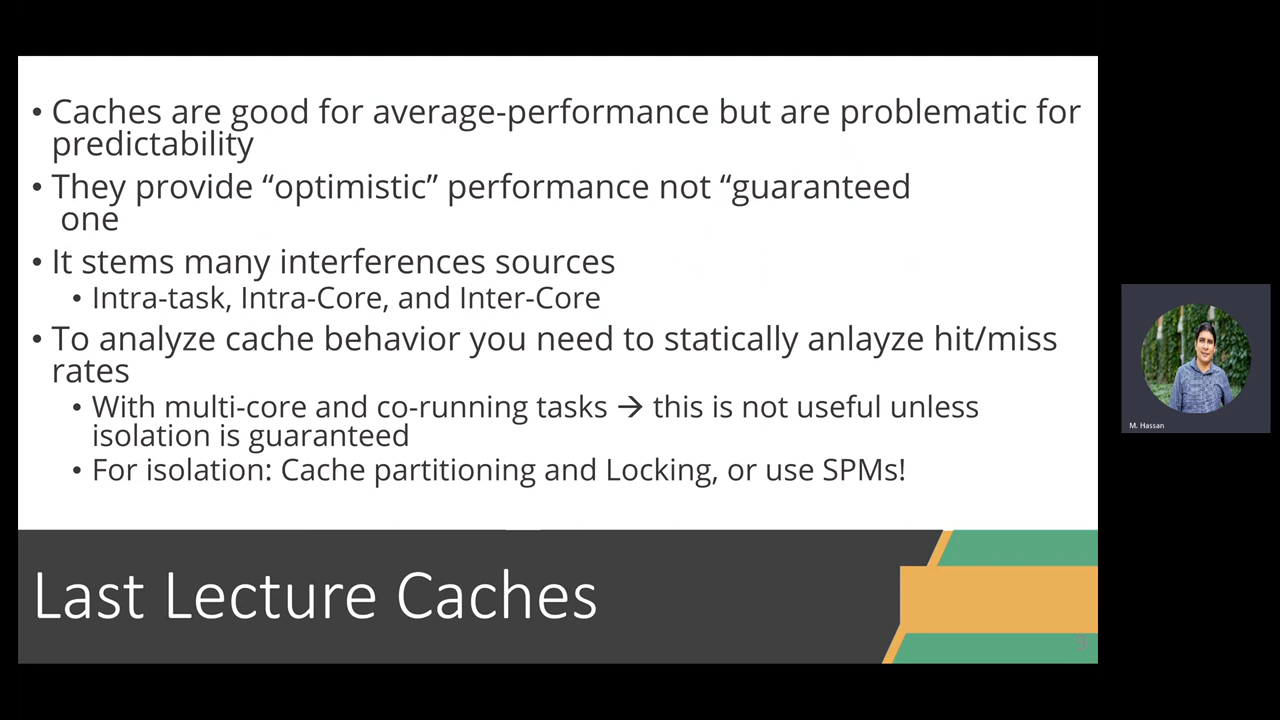 • Caches are good for average-performance but are problematic for
predictability
• They provide “optimistic” performance not “guaranteed
one
• It stems many interferences sources
• Intra-task, Intra-Core, and Inter-Core
• To analyze cache behavior you need to statically anlayze hit/miss
rates
• With multi-core and co-running tasks → this is not useful unless
isolation is guaranteed
• For isolation: Cache partitioning and Locking, or use SPMs!
Last Lecture Caches
M. Hassan